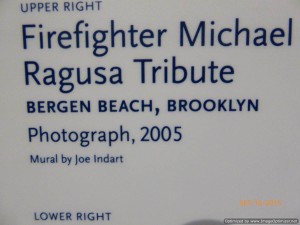 UPPER RIGHT
Firefighter Michael
Ragusa Tribute
BERGEN BEACH, BROOKLYN
Photograph, 2005
Mural by Joe Indart
LOWER RIGHT